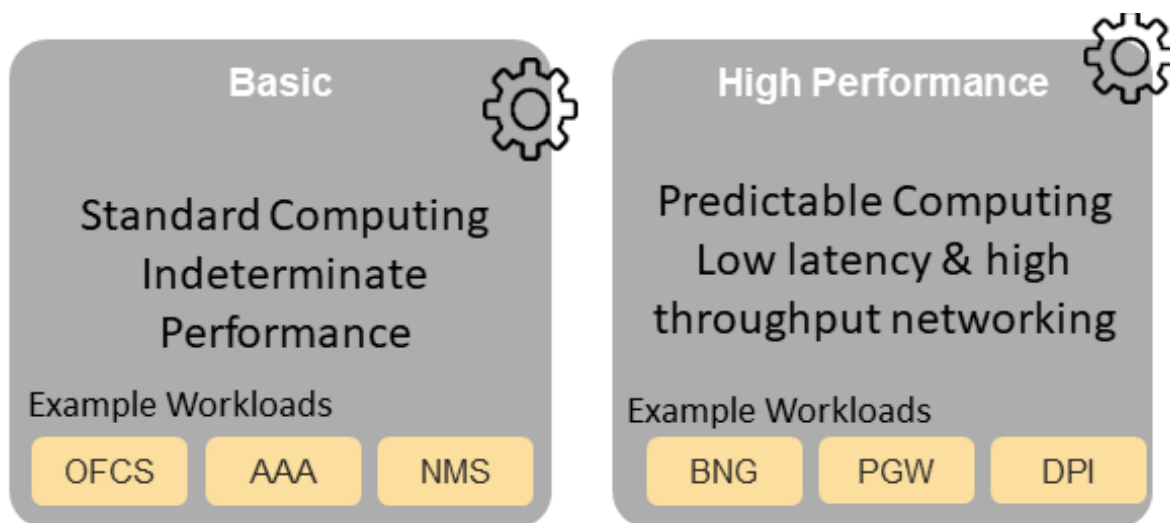 Basic
Standard Computing
Indeterminate
Performance
Example Workloads
OFCS AAA NMS
High Performance
Predictable Computing
Low latency & high
throughput networking
Example Workloads
BNG PGW DPI